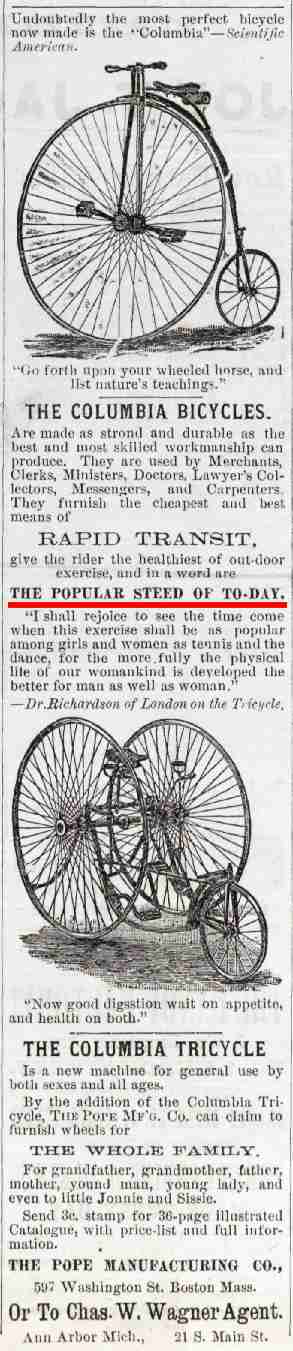 Undoubtedly the most perfect bicycle
now made is the "Columbia"—Scientific
American.
"Go forth upon your wheeled horse, and
list nature's teachings."
THE COLUMBIA BICYCLES.
Are made as strond and durable as the
best and most skilled workmanship can
produce. They are used by Merchants,
Clerks, Ministers, Doctors, Lawyer's Col-
lectors, Messengers, and Carpenters.
They furnish the cheapest and best
means of
RAPID TRANSIT,
give the rider the healthiest of out-door
exercise, and in a word are
THE POPULAR STEED OF TO-DAY.
"I shall rejoice to see the time come
when this exercise shall be as popular
among girls and women as tennis and the
dance, for the more fully the physical
life of our womankind is developed the
better for man as well as woman."
—Dr. Richardson of London on the Tricycle.
"Now good digsstion wait on appetite,
and health on both."
THE COLUMBIA TRICYCLE
Is a new machine for general use by
both sexes and all ages.
By the addition of the Columbia Tri-
cycle, THE POPE MF'G. CO. can claim to
furnish wheels for
THE WHOLE FAMILY.
For grandfather, grandmother, father,
mother, yound man, young lady, and
even to little Jonnie and Sissie.
Send 3c. stamp for 36-page illustrated
Catalogue, with price-list and full infor-
mation.
THE POPE MANUFACTURING CO.,
597 Washington St. Boston Mass.
Or To Chas. W. Wagner Agent.
Ann Arbor Mich., 21 S. Main St.